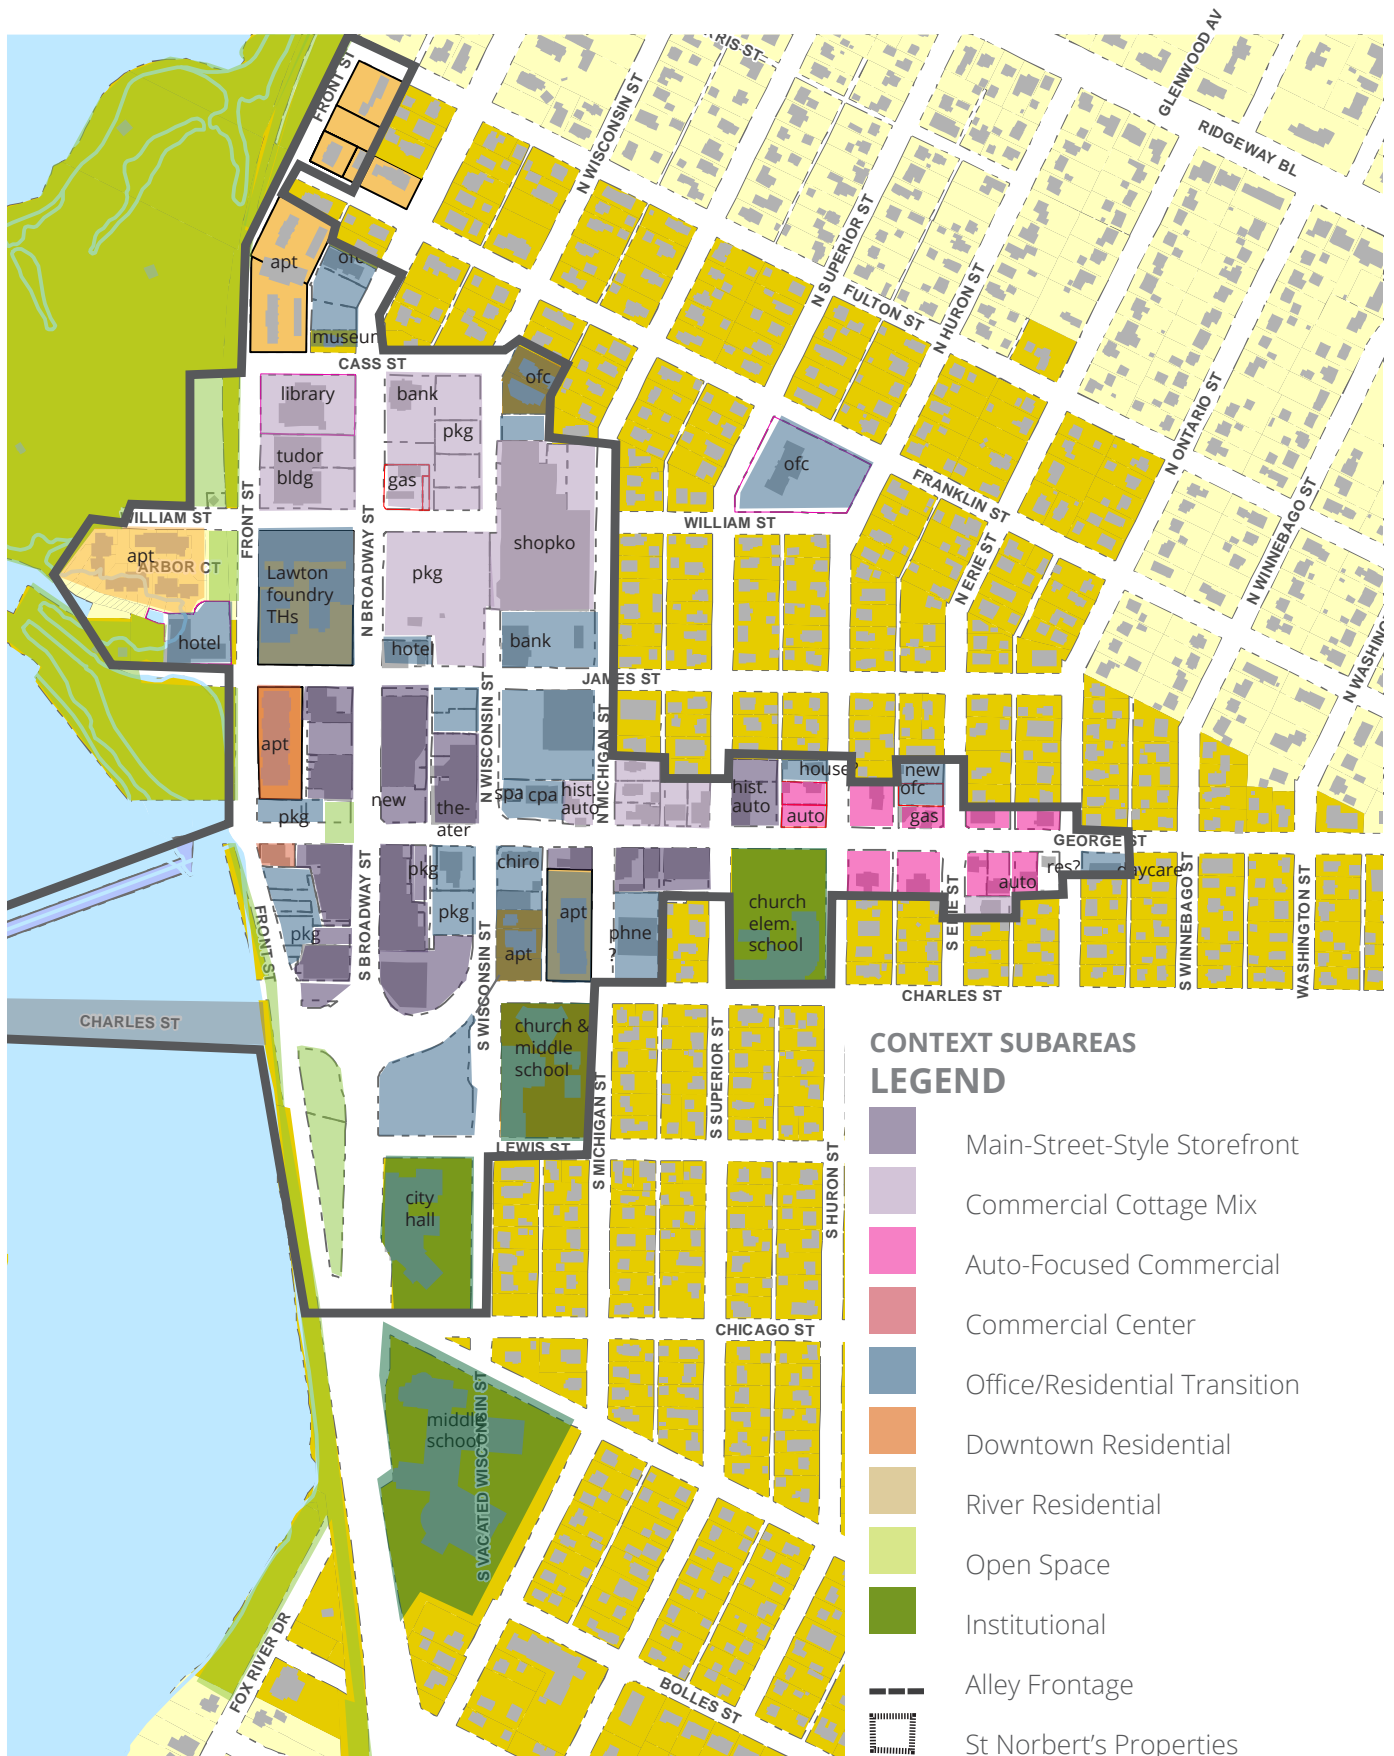 RRIS ST
GLENWOOD AV
FRONT ST
N WISCONSIN ST
RIDGEWAY BL
N SUPERIOR ST
apt
ofc
FULTON ST
N HURON ST
museum
CASS ST
library
bank
ofc
pkg
N ONTARIO ST
tudor
bldg
gas
ofc
FRANKLIN ST
FRONT ST
ILLIAM ST
N BROADWAY ST
WILLIAM ST
N WINNEBAGO ST
shopko
N ERIE ST
apt
ARBOR CT
Lawton
foundry
THs
pkg
N WASHING
hotel
hotel
bank
JAMES ST
N WISCONSIN ST
N MICHIGAN ST
apt
new
the-
ater
spa
cpa
hist.
auto
hist.
auto
house?
auto
new
ofc
gas
pkg
GEORGE ST
S BROADWAY ST
pkg
chiro
res?
daycare
auto
FRONT ST
pkg
pkg
S WISCONSIN ST
apt
apt
phne
?
church
elem.
school
S ERIE ST
S WINNEBAGO ST
WASHINGTON ST
CHARLES ST
CHARLES ST
church &
middle
school
S MICHIGAN ST
S SUPERIOR ST
S HURON ST
LEWIS ST
city
hall
CHICAGO ST
middle
school
S VACATED WISCONSIN ST
FOX RIVER DR
BOLLES ST
CONTEXT SUBAREAS
LEGEND
Main-Street-Style Storefront
Commercial Cottage Mix
Auto-Focused Commercial
Commercial Center
Office/Residential Transition
Downtown Residential
River Residential
Open Space
Institutional
Alley Frontage
St Norbert's Properties